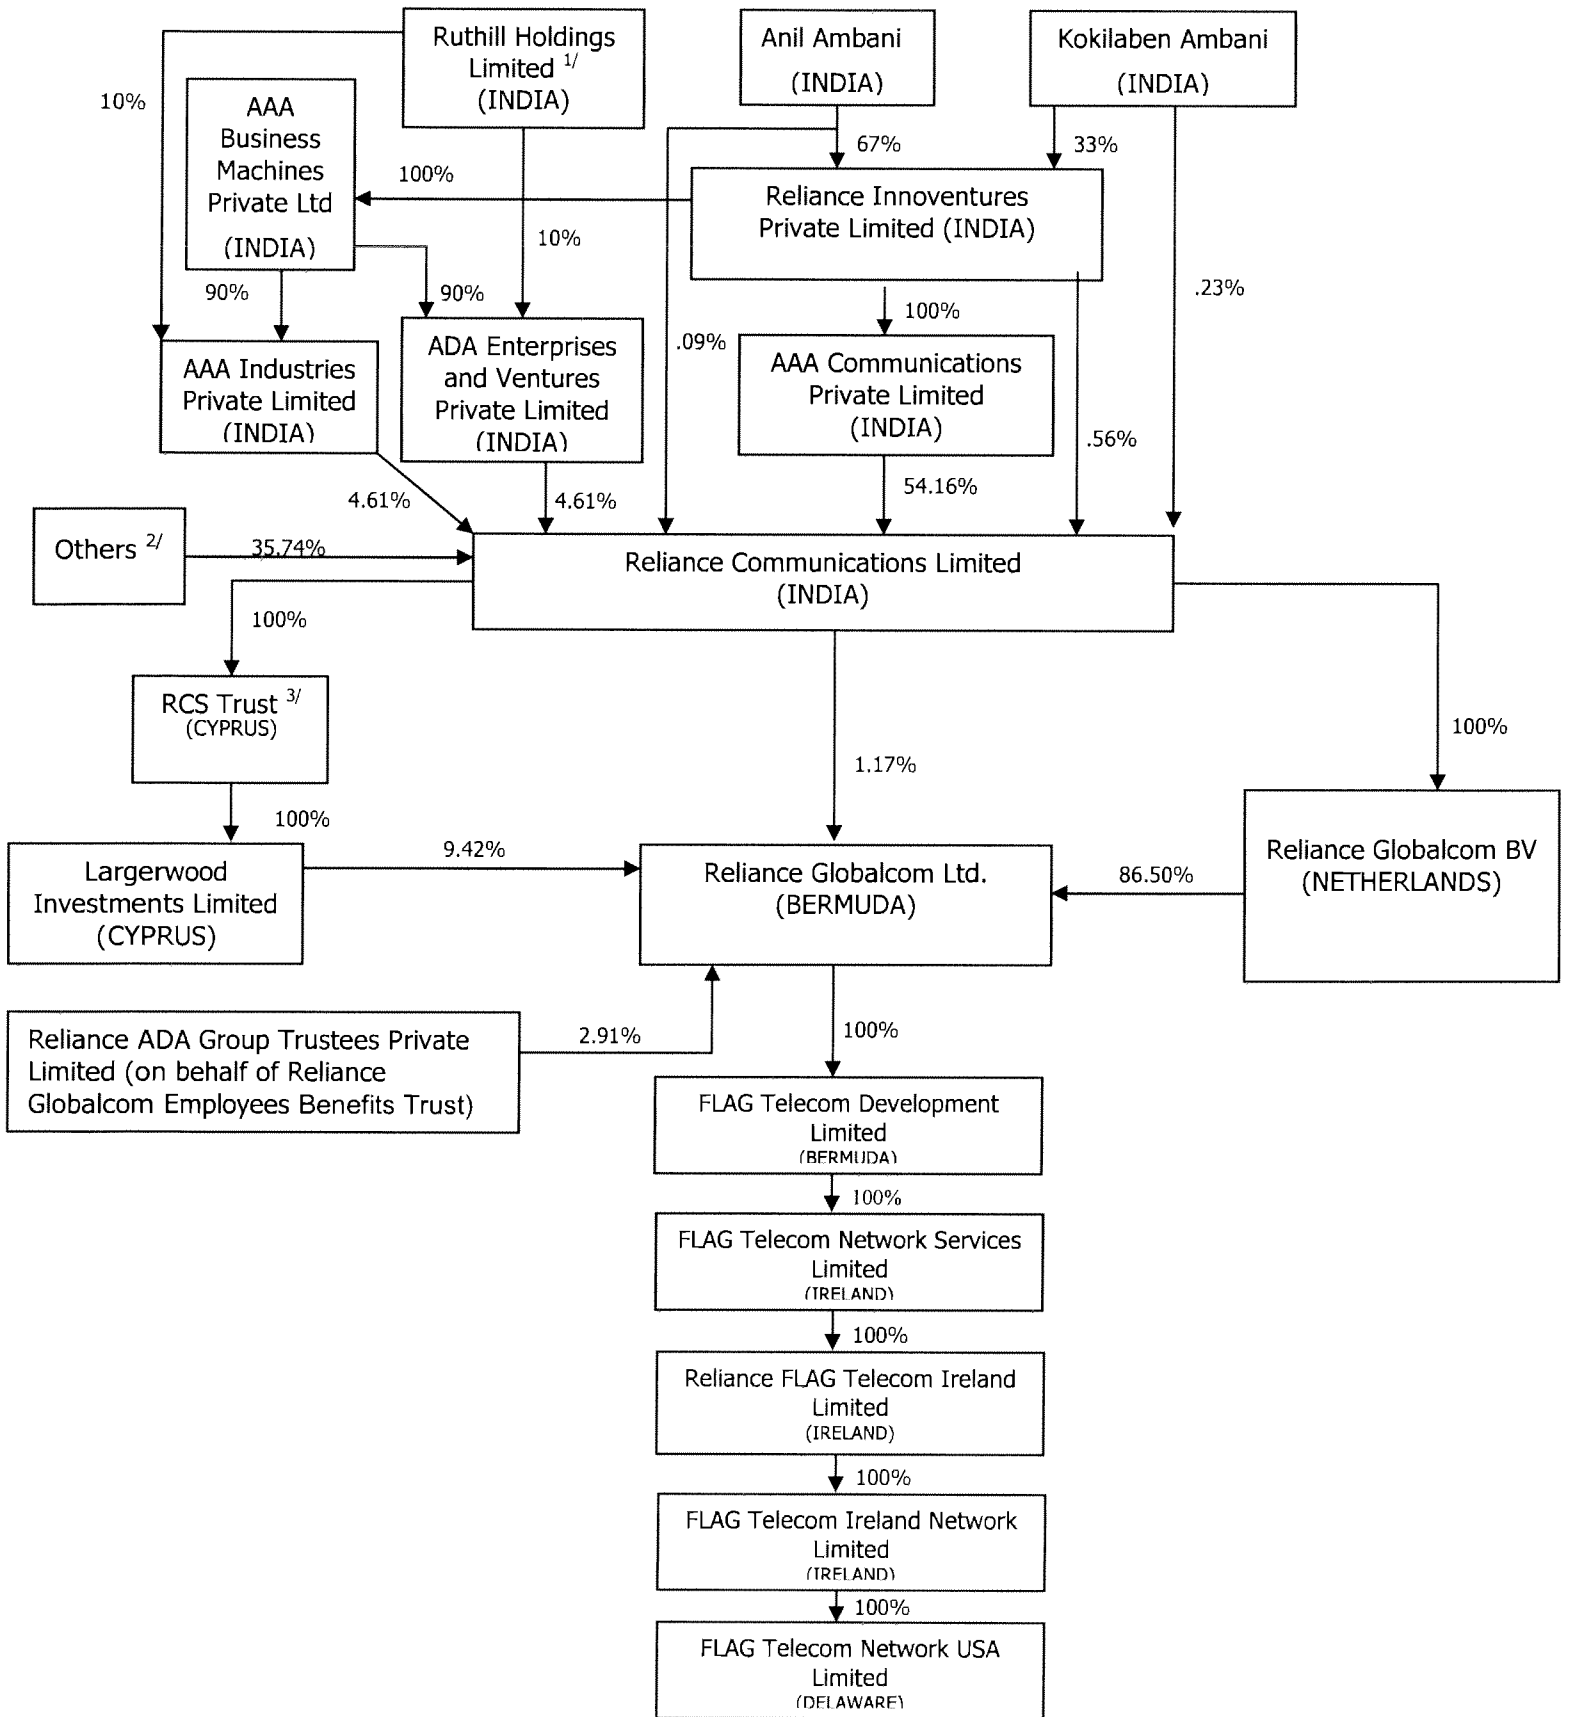 Ruthill Holdings
Limited 1/
(INDIA)
Anil Ambani
(INDIA)
Kokilaben Ambani
(INDIA)
10%
AAA
Business
Machines
Private Ltd
(INDIA)
100%
67%
33%
Reliance Innoventures
Private Limited (INDIA)
10%
90%
90%
.09%
100%
.23%
AAA Industries
Private Limited
(INDIA)
ADA Enterprises
and Ventures
Private Limited
(INDIA)
AAA Communications
Private Limited
(INDIA)
.56%
4.61%
4.61%
54.16%
Others 2/
35.74%
Reliance Communications Limited
(INDIA)
100%
RCS Trust 3/
(CYPRUS)
1.17%
100%
100%
Largerwood
Investments Limited
(CYPRUS)
9.42%
Reliance Globalcom Ltd.
(BERMUDA)
86.50%
Reliance Globalcom BV
(NETHERLANDS)
Reliance ADA Group Trustees Private
Limited (on behalf of Reliance
Globalcom Employees Benefits Trust)
2.91%
100%
FLAG Telecom Development
Limited
(BERMUDA)
100%
FLAG Telecom Network Services
Limited
(IRELAND)
100%
Reliance FLAG Telecom Ireland
Limited
(IRELAND)
100%
FLAG Telecom Ireland Network
Limited
(IRELAND)
100%
FLAG Telecom Network USA
Limited
(DELAWARE)